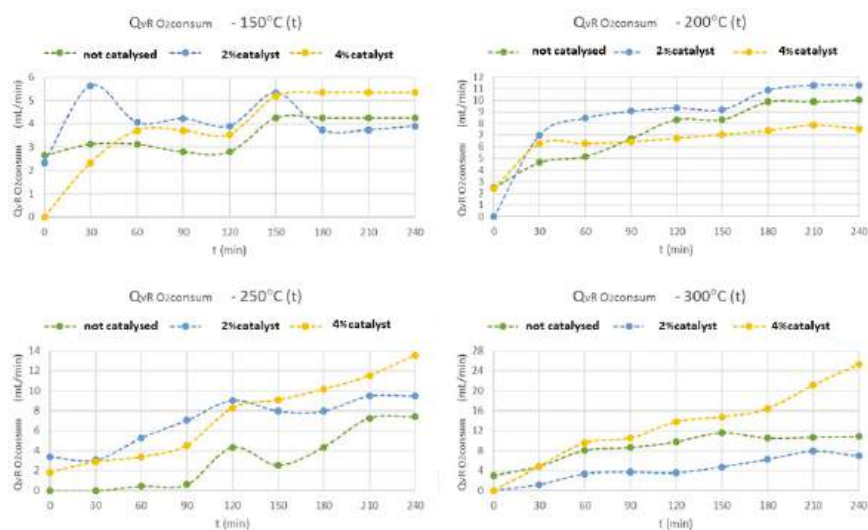 QvR O2consum - 150°C (t)
not catalysed 2%catalyst 4%catalyst
QvR O2consum (mL/min)
6
5
4
3
2
1
0
0 30 60 90 120 150 180 210 240
t (min)
QvR O2consum - 200°C (t)
not catalysed 2%catalyst 4%catalyst
QvR O2consum (mL/min)
12
11
10
9
8
7
6
5
4
3
2
1
0
0 30 60 90 120 150 180 210 240
t (min)
QvR O2consum - 250°C (t)
not catalysed 2%catalyst 4%catalyst
QvR O2consum (mL/min)
14
12
10
8
6
4
2
0
0 30 60 90 120 150 180 210 240
t (min)
QvR O2consum - 300°C (t)
not catalysed 2%catalyst 4%catalyst
QvR O2consum (mL/min)
28
24
20
16
12
8
4
0
0 30 60 90 120 150 180 210 240
t (min)